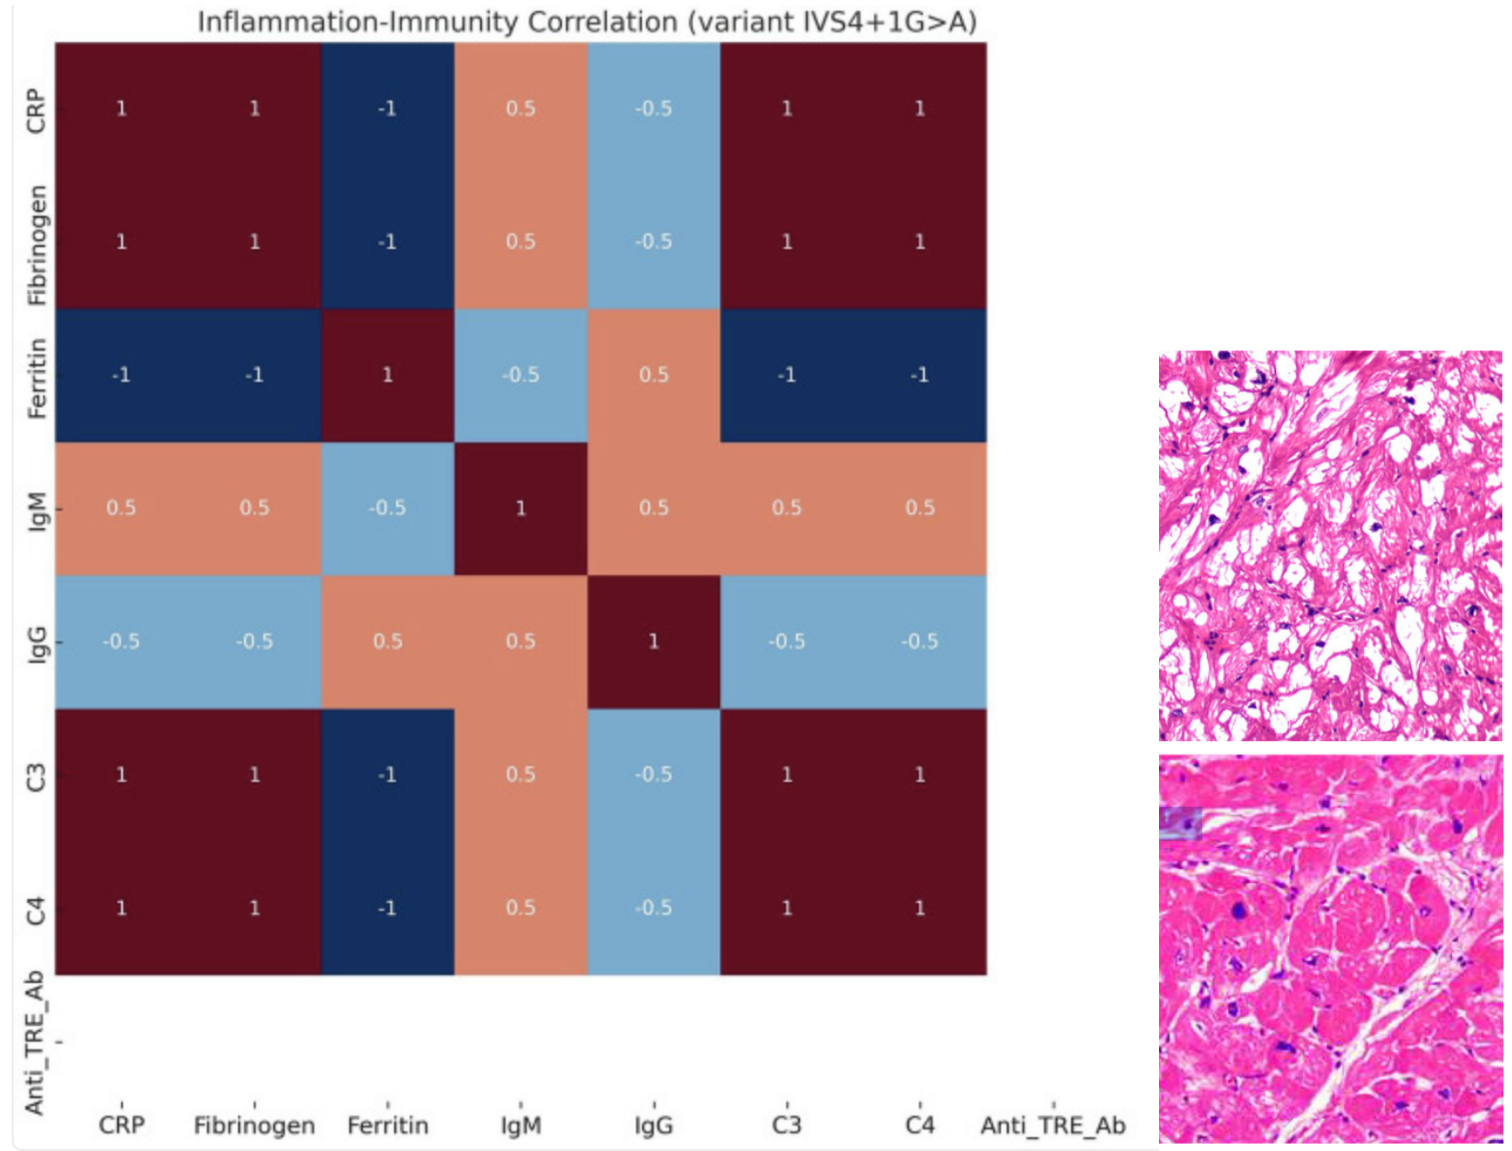 Inflammation-Immunity Correlation (variant IVS4+1G>A)
CRP 1 1 -1 0.5 -0.5 1 1
Fibrinogen 1 1 -1 0.5 -0.5 1 1
Ferritin -1 -1 1 -0.5 0.5 -1 -1
IgM 0.5 0.5 -0.5 1 0.5 0.5 0.5
IgG -0.5 -0.5 0.5 0.5 1 -0.5 -0.5
C3 1 1 -1 0.5 -0.5 1 1
C4 1 1 -1 0.5 -0.5 1 1
Anti_TRE_Ab
CRP Fibrinogen Ferritin IgM IgG C3 C4 Anti_TRE_Ab